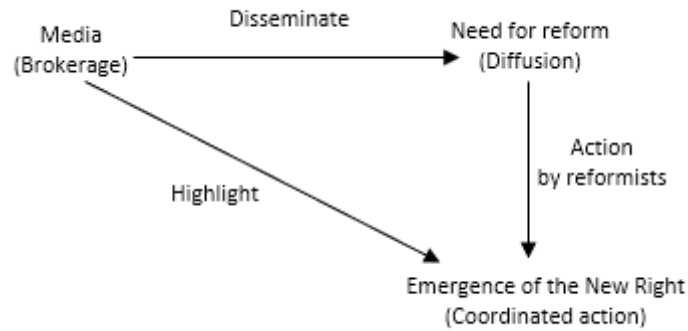 Disseminate
Media
(Brokerage)
Need for reform
(Diffusion)
Highlight
Action
by reformists
Emergence of the New Right
(Coordinated action)